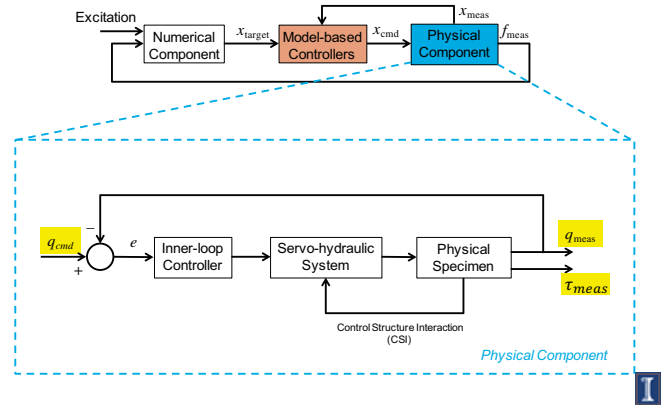 Excitation
x_meas
Numerical
Component
x_target
Model-based
Controllers
x_cmd
Physical
Component
f_meas
−
q_cmd
+
e
Inner-loop
Controller
Servo-hydraulic
System
Physical
Specimen
q_meas
τ_meas
Control Structure Interaction
(CSI)
Physical Component
I